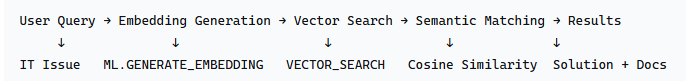 User Query → Embedding Generation → Vector Search → Semantic Matching → Results
↓ ↓ ↓ ↓ ↓
IT Issue ML.GENERATE_EMBEDDING VECTOR_SEARCH Cosine Similarity Solution + Docs